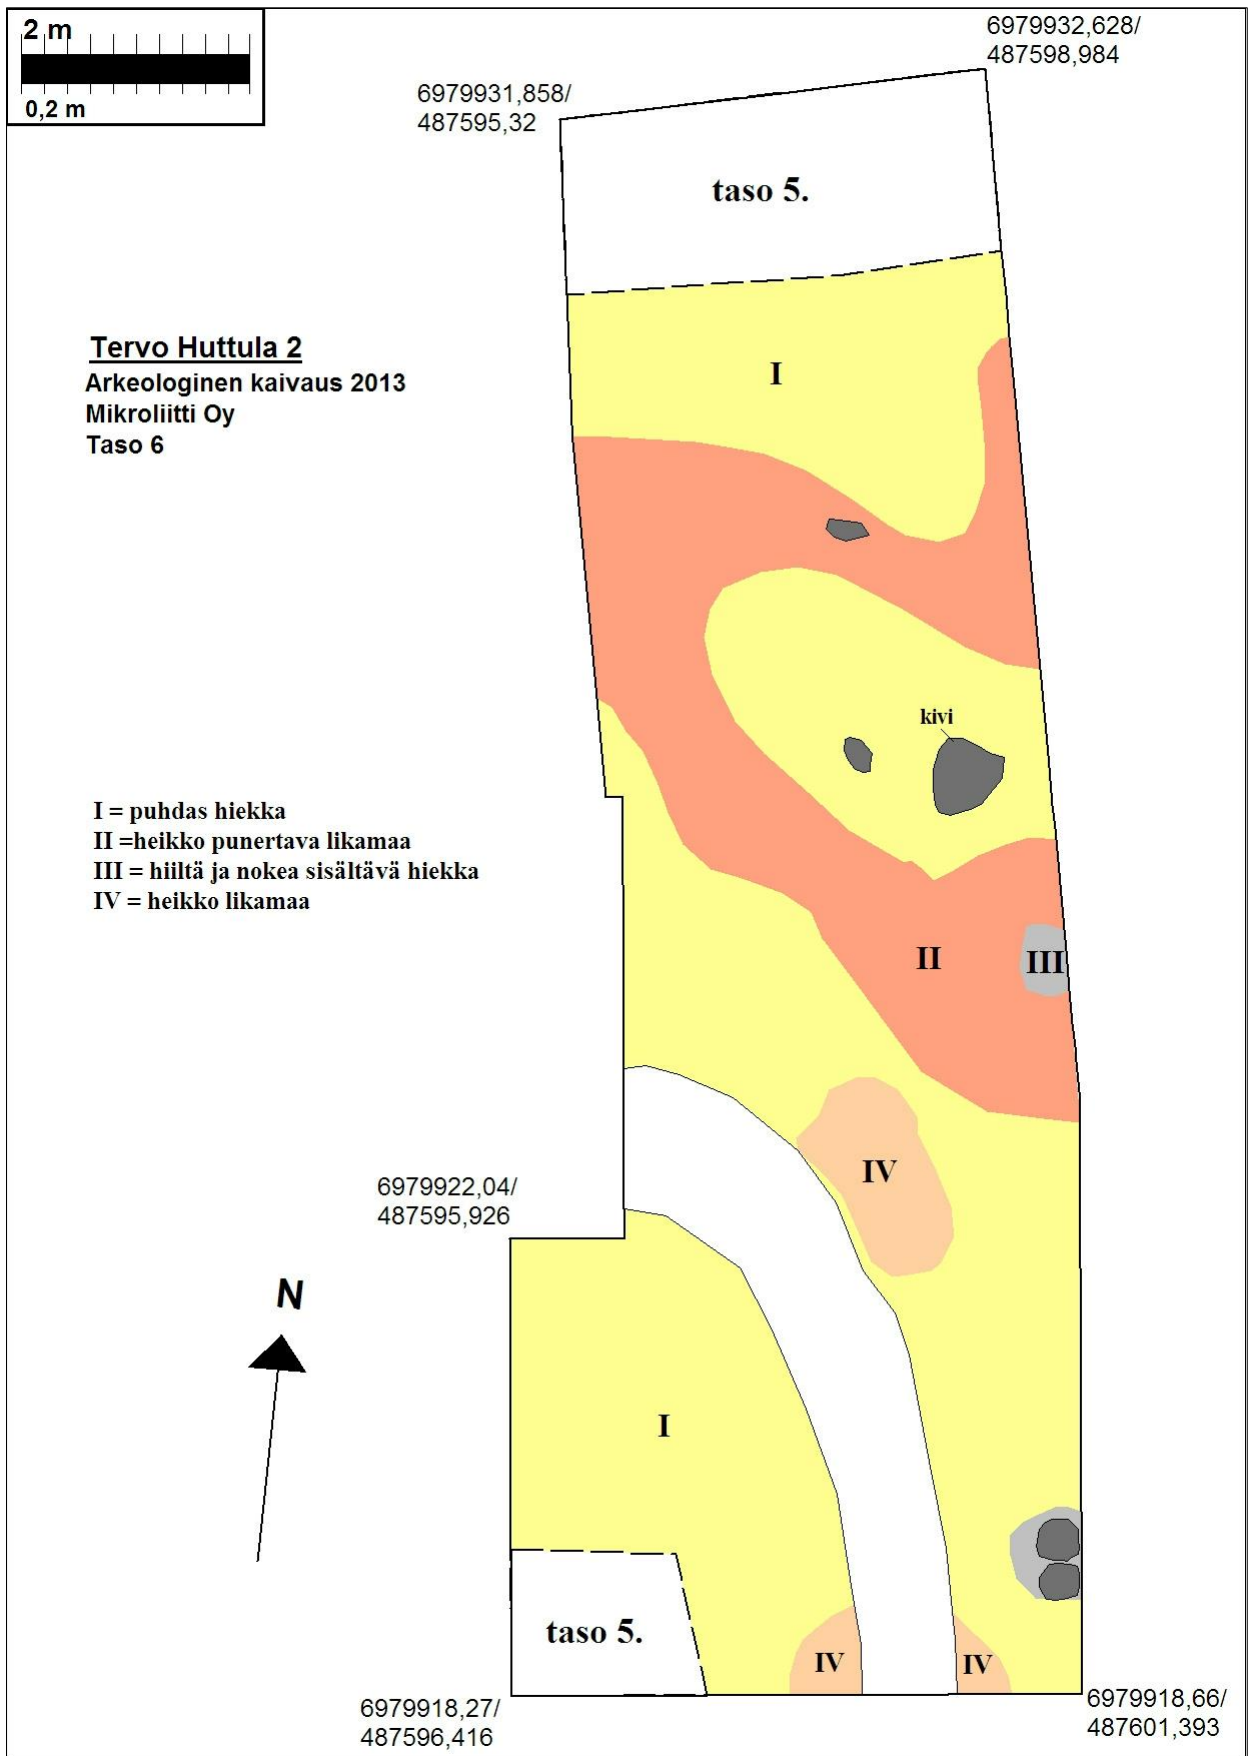 2 m
0,2 m
6979932,628/
487598,984
6979931,858/
487595,32
taso 5.
Tervo Huttula 2
Arkeologinen kaivaus 2013
Mikroliitti Oy
Taso 6
I
kivi
I = puhdas hiekka
II =heikko punertava likamaa
III = hiiltä ja nokea sisältävä hiekka
IV = heikko likamaa
II
III
IV
6979922,04/
487595,926
N
I
taso 5.
IV
IV
6979918,27/
487596,416
6979918,66/
487601,393